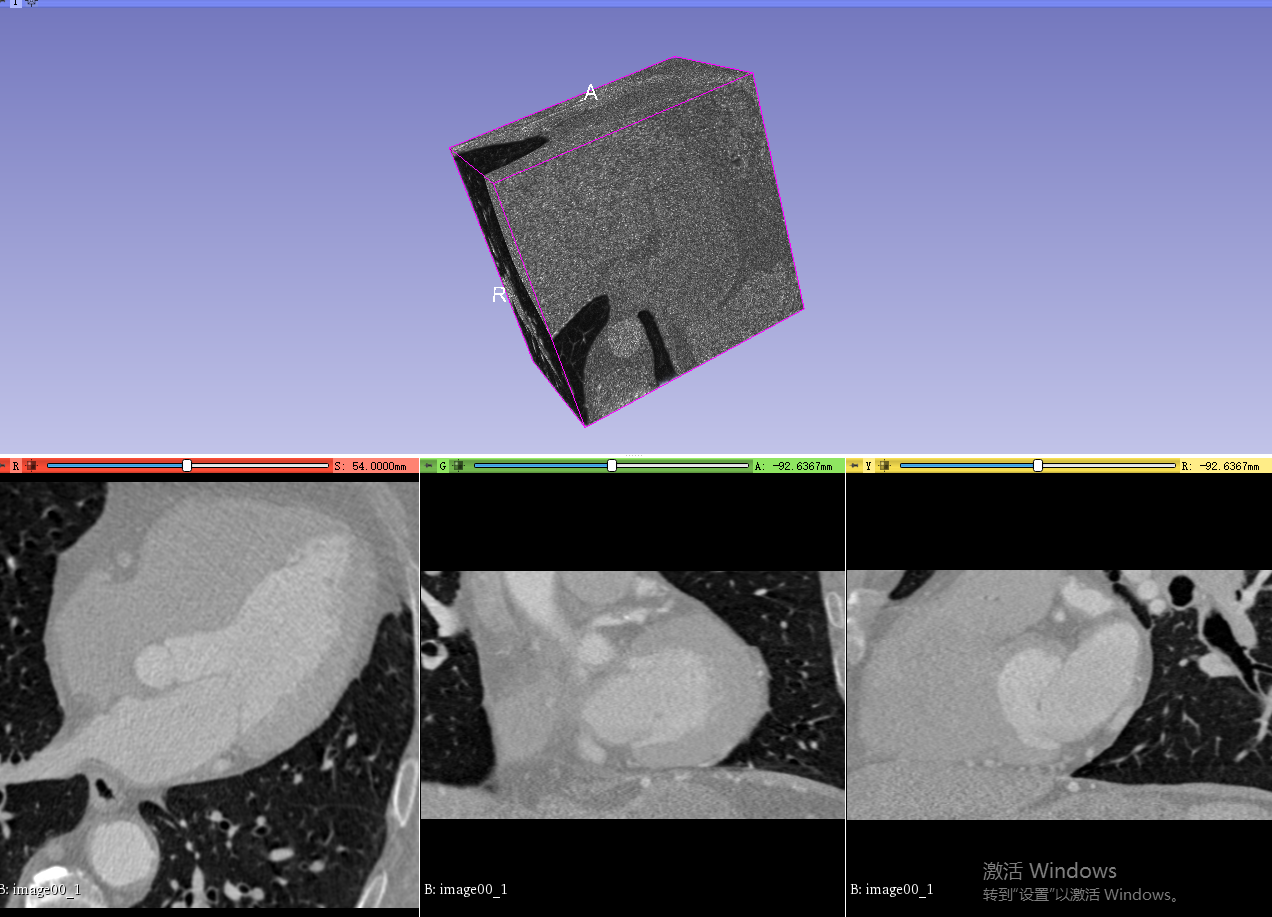 1
A
R
R S: 54.0000mm
G A: -92.6367mm
Y R: -92.6367mm
B: image00_1
B: image00_1
B: image00_1
激活 Windows
转到“设置”以激活 Windows。